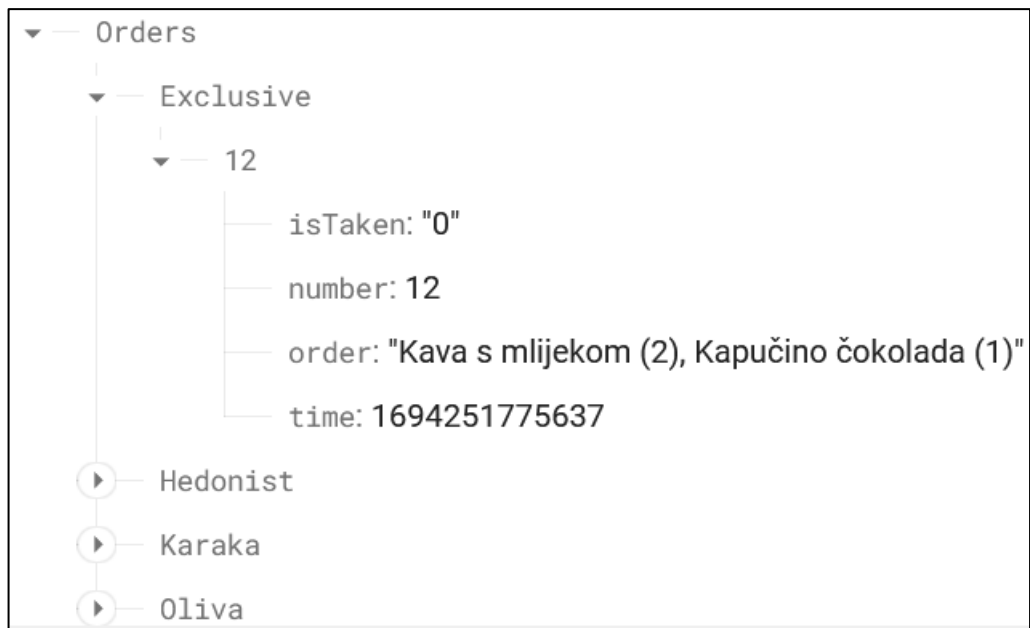 Orders
Exclusive
12
isTaken: "0"
number: 12
order: "Kava s mlijekom (2), Kapučino čokolada (1)"
time: 1694251775637
Hedonist
Karaka
Oliva